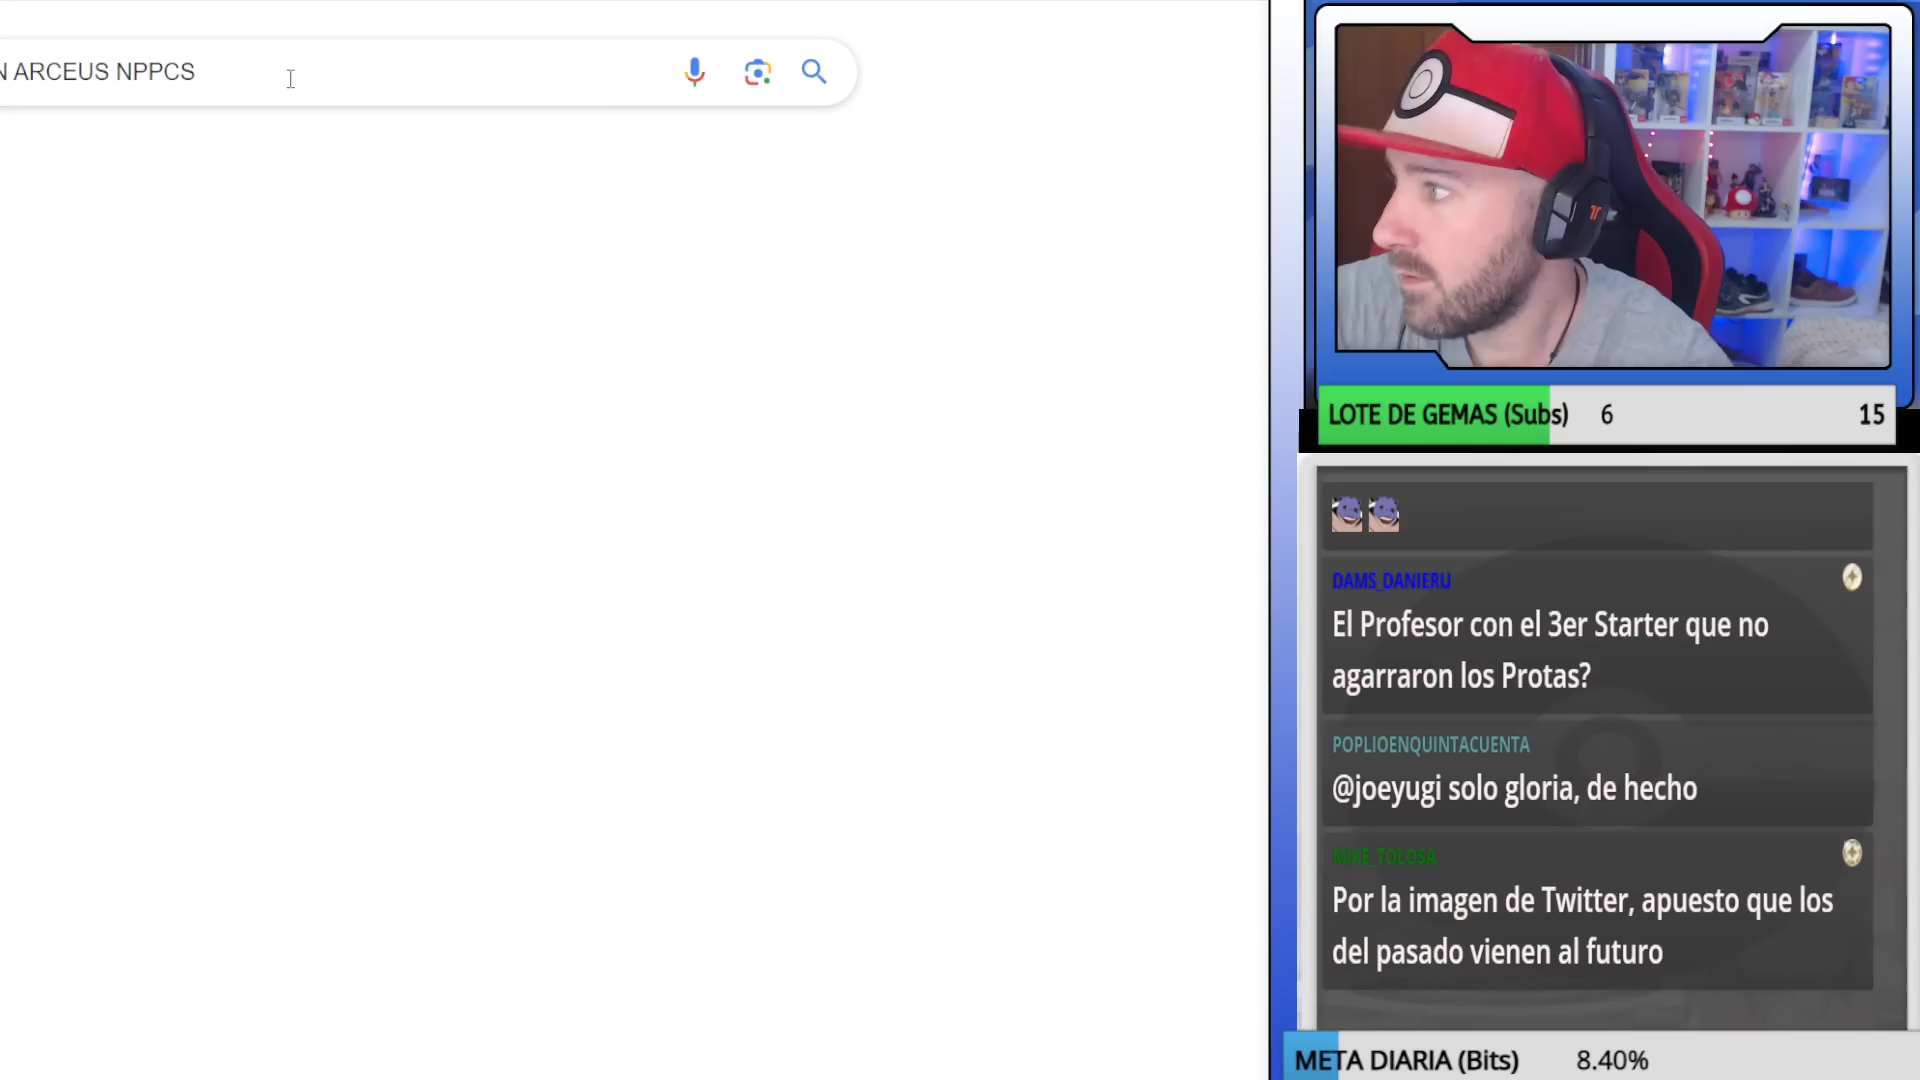 N ARCEUS NPPCS
LOTE DE GEMAS (Subs) 6 15
DAMS_DANIERU
El Profesor con el 3er Starter que no
agarraron los Protas?
POPLIOENQUINTACUENTA
@joeyugi solo gloria, de hecho
MIKE_TOLOSA
Por la imagen de Twitter, apuesto que los
del pasado vienen al futuro
META DIARIA (Bits) 8.40%